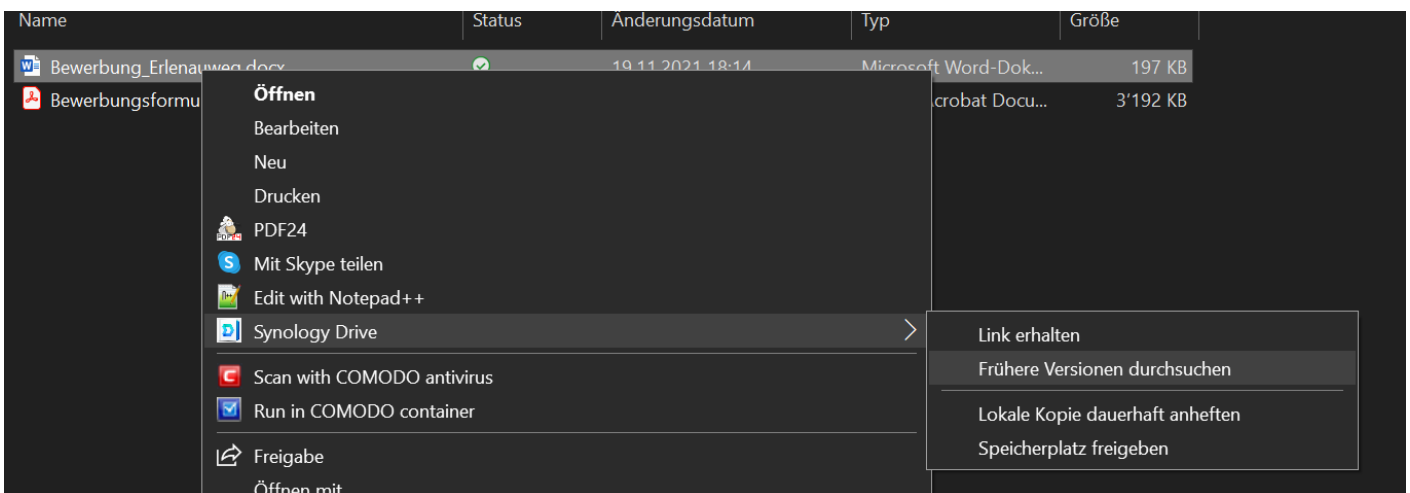 Name Status Änderungsdatum Typ Größe
Bewerbung_Erlenauweg.docx 19.11.2021 18:14 Microsoft Word-Dok... 197 KB
Bewerbungsformu crobat Docu... 3'192 KB
Öffnen
Bearbeiten
Neu
Drucken
PDF24
Mit Skype teilen
Edit with Notepad++
Synology Drive
Link erhalten
Frühere Versionen durchsuchen
Lokale Kopie dauerhaft anheften
Speicherplatz freigeben
Scan with COMODO antivirus
Run in COMODO container
Freigabe
Öffnen mit